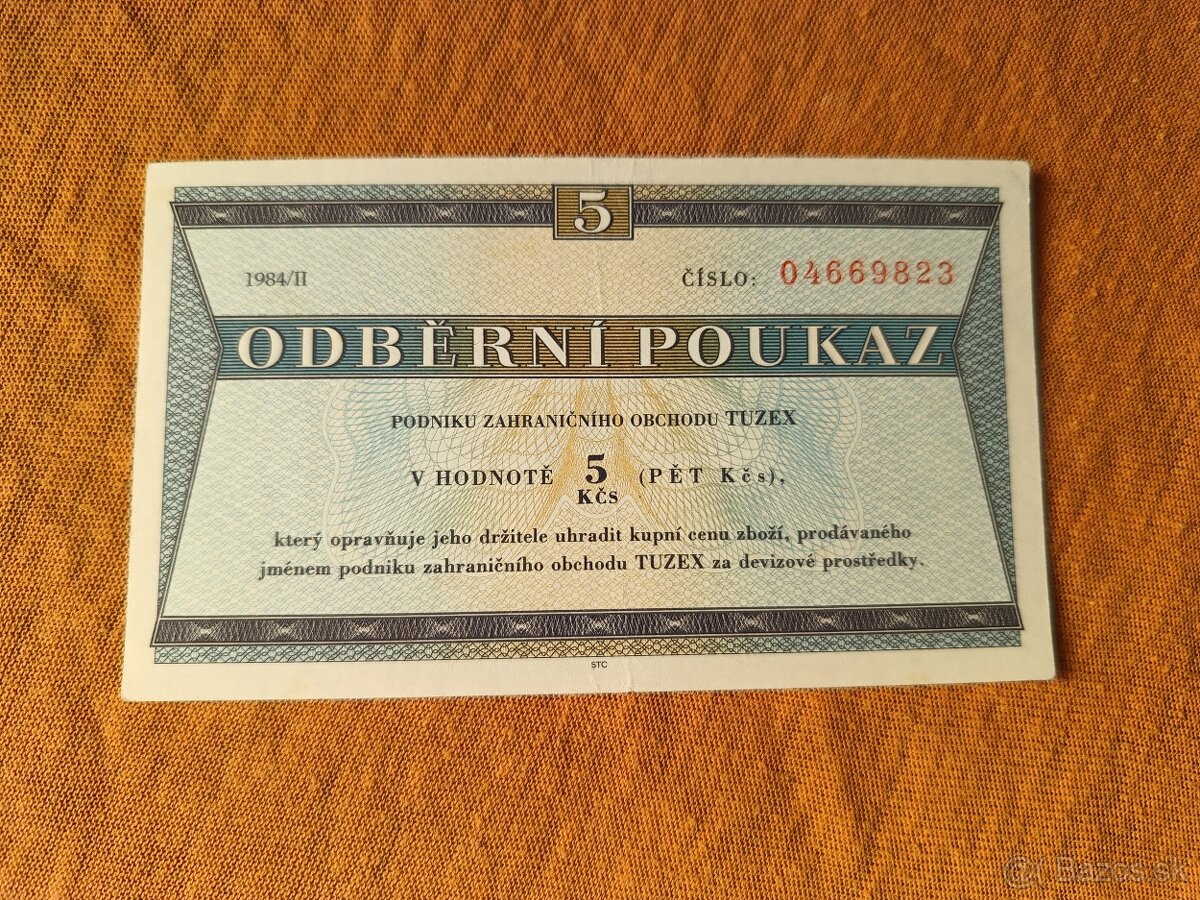 5
1984/II
ČÍSLO: 04669823
ODBĚRNÍ POUKAZ
PODNIKU ZAHRANIČNÍHO OBCHODU TUZEX
V HODNOTĚ 5 KČS (PĚT Kčs),
který opravňuje jeho držitele uhradit kupní cenu zboží, prodávaného
jménem podniku zahraničního obchodu TUZEX za devizové prostředky.
STC
Bazos.sk